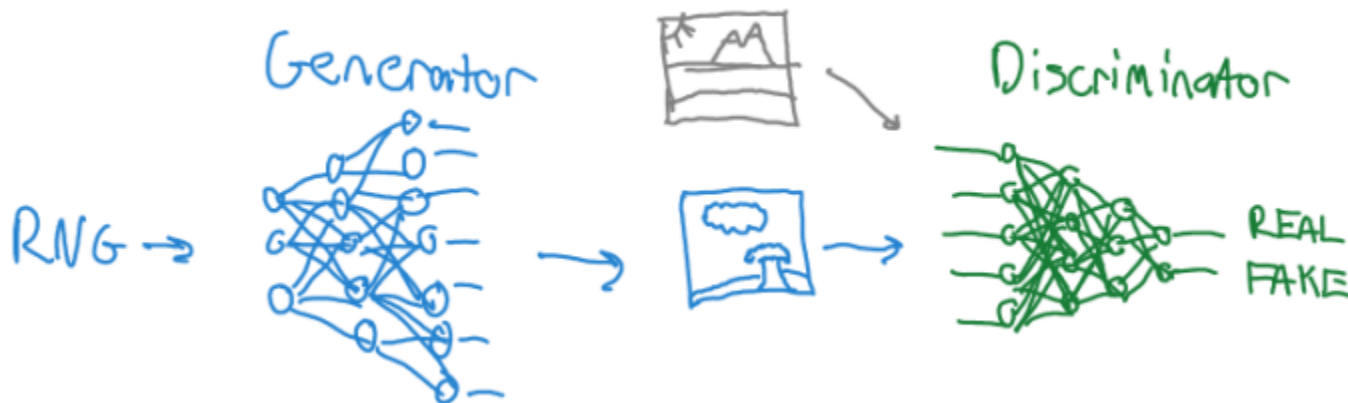 Generator
Discriminator
RNG
REAL
FAKE